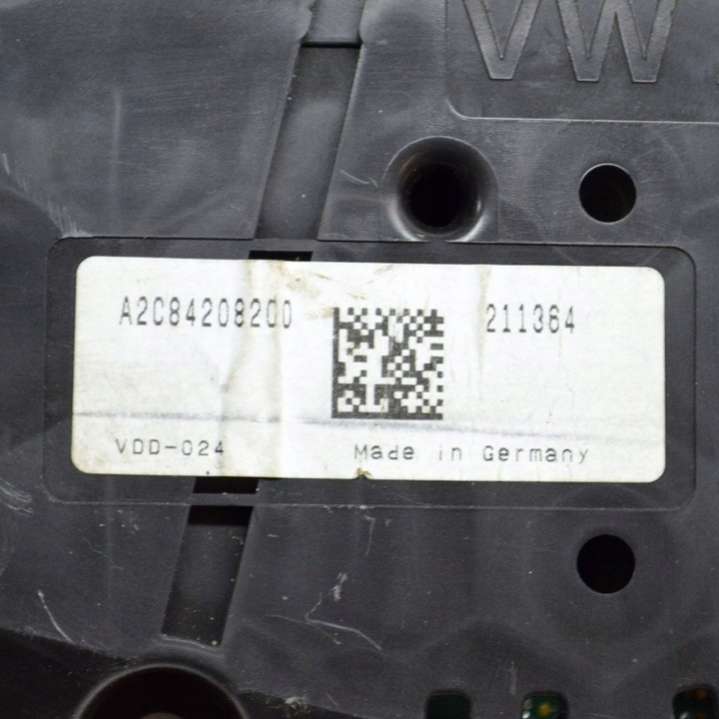 VW
A2C84208200 211364
VDD-024 Made in Germany